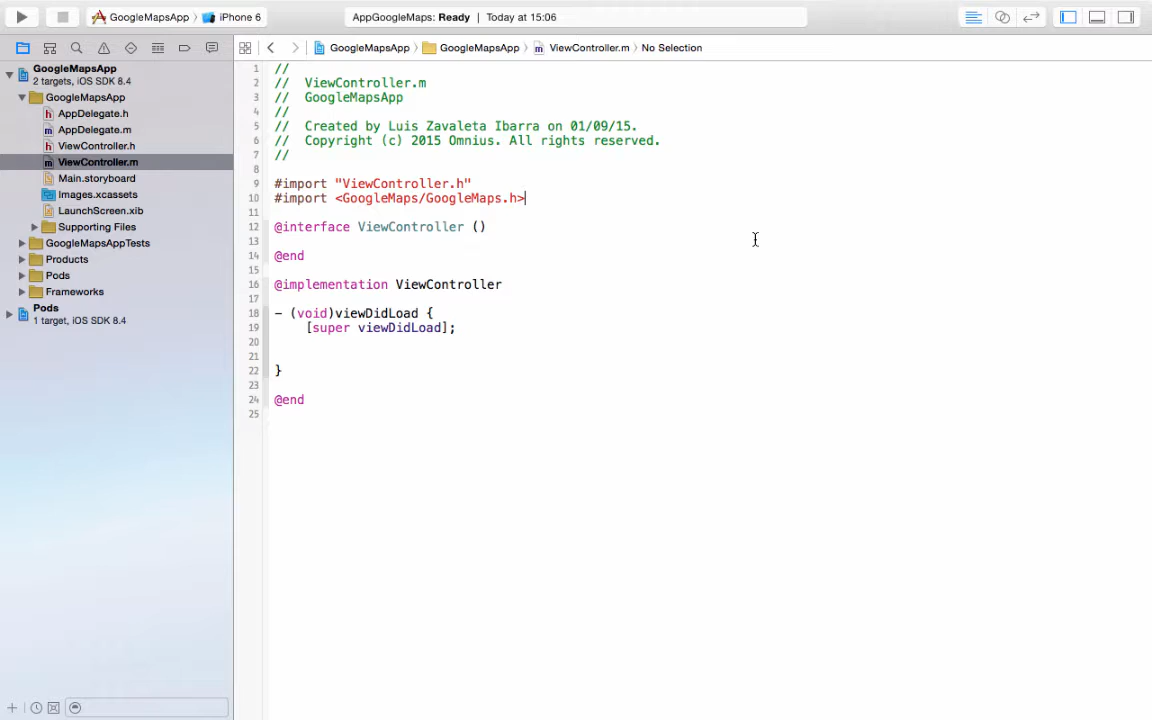 GoogleMapsApp
iPhone 6
AppGoogleMaps: Ready
Today at 15:06
GoogleMapsApp
GoogleMapsApp
ViewController.m
No Selection
GoogleMapsApp
2 targets, iOS SDK 8.4
GoogleMapsApp
h AppDelegate.h
m AppDelegate.m
h ViewController.h
m ViewController.m
Main.storyboard
Images.xcassets
LaunchScreen.xib
Supporting Files
GoogleMapsAppTests
Products
Pods
Frameworks
Pods
1 target, iOS SDK 8.4
1 //
2 //  ViewController.m
3 //  GoogleMapsApp
4 //
5 //  Created by Luis Zavaleta Ibarra on 01/09/15.
6 //  Copyright (c) 2015 Omnius. All rights reserved.
7 //
8
9 #import "ViewController.h"
10 #import <GoogleMaps/GoogleMaps.h>
11
12 @interface ViewController ()
13
14 @end
15
16 @implementation ViewController
17
18 - (void)viewDidLoad {
19     [super viewDidLoad];
20
21
22 }
23
24 @end
25